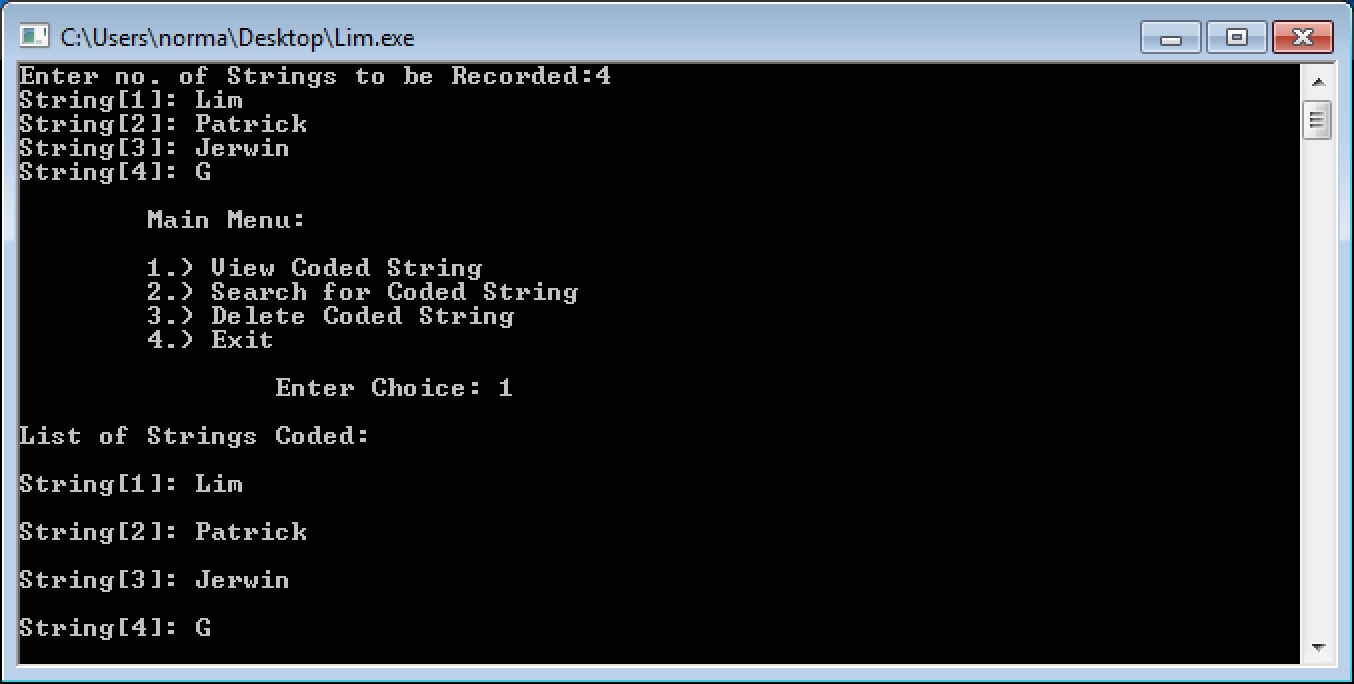 C:\Users\norma\Desktop\Lim.exe
Enter no. of Strings to be Recorded:4
String[1]: Lim
String[2]: Patrick
String[3]: Jerwin
String[4]: G
Main Menu:
1.) View Coded String
2.) Search for Coded String
3.) Delete Coded String
4.) Exit
Enter Choice: 1
List of Strings Coded:
String[1]: Lim
String[2]: Patrick
String[3]: Jerwin
String[4]: G